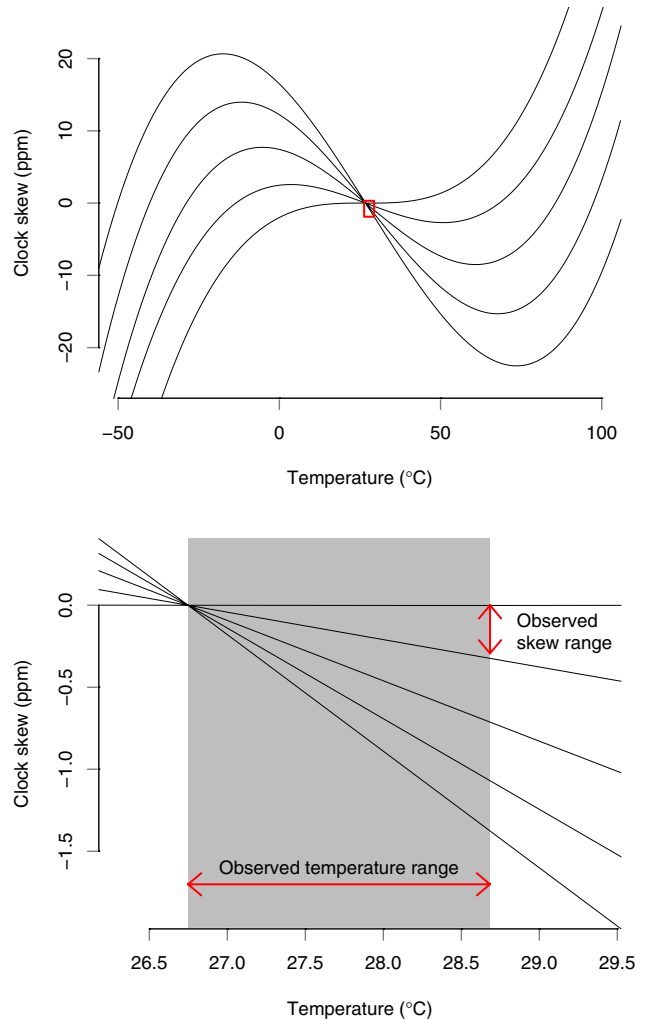 Clock skew (ppm)
20
10
0
−10
−20
−50 0 50 100
Temperature (°C)
Clock skew (ppm)
0.0
−0.5
−1.0
−1.5
Observed
skew range
Observed temperature range
26.5 27.0 27.5 28.0 28.5 29.0 29.5
Temperature (°C)